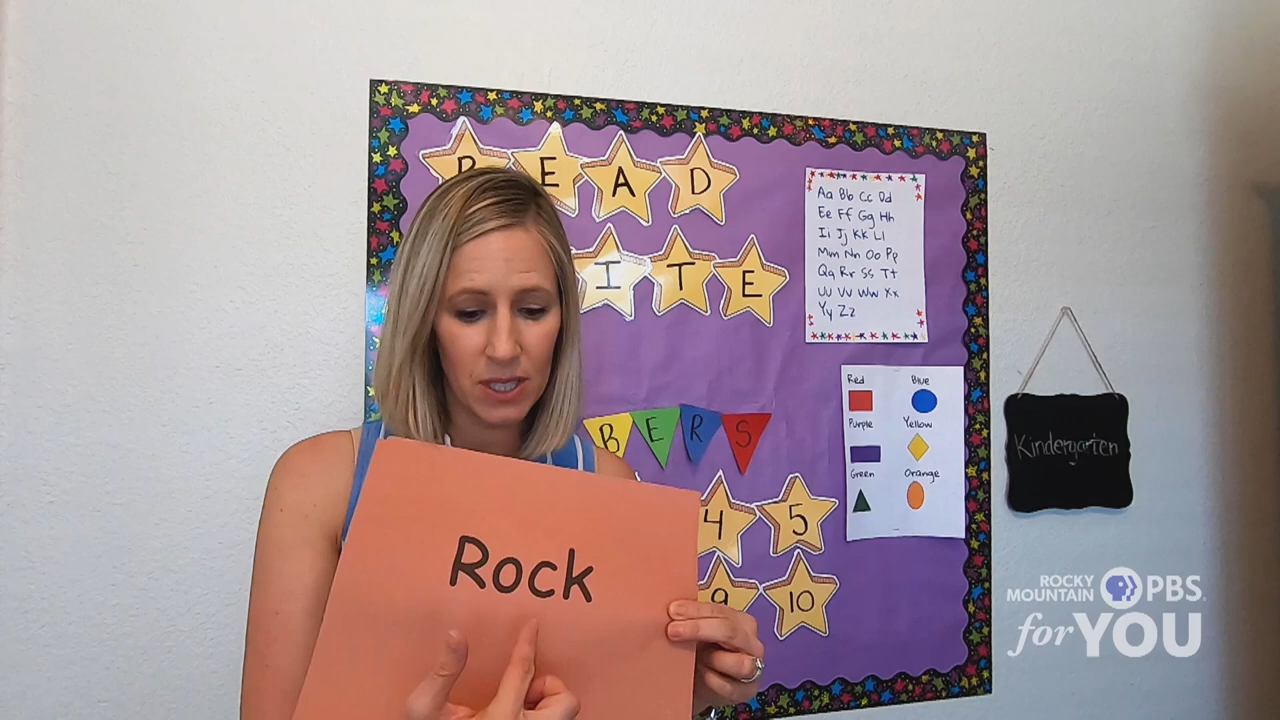 READ
ITE
BERS
4 5
9 10
Aa Bb Cc Dd
Ee Ff Gg Hh
Ii Jj Kk Ll
Mm Nn Oo Pp
Qq Rr Ss Tt
Uu Vv Ww Xx
Yy Zz
Red Blue
Purple Yellow
Green Orange
Kindergarten
Rock
ROCKY
MOUNTAIN PBS
for YOU